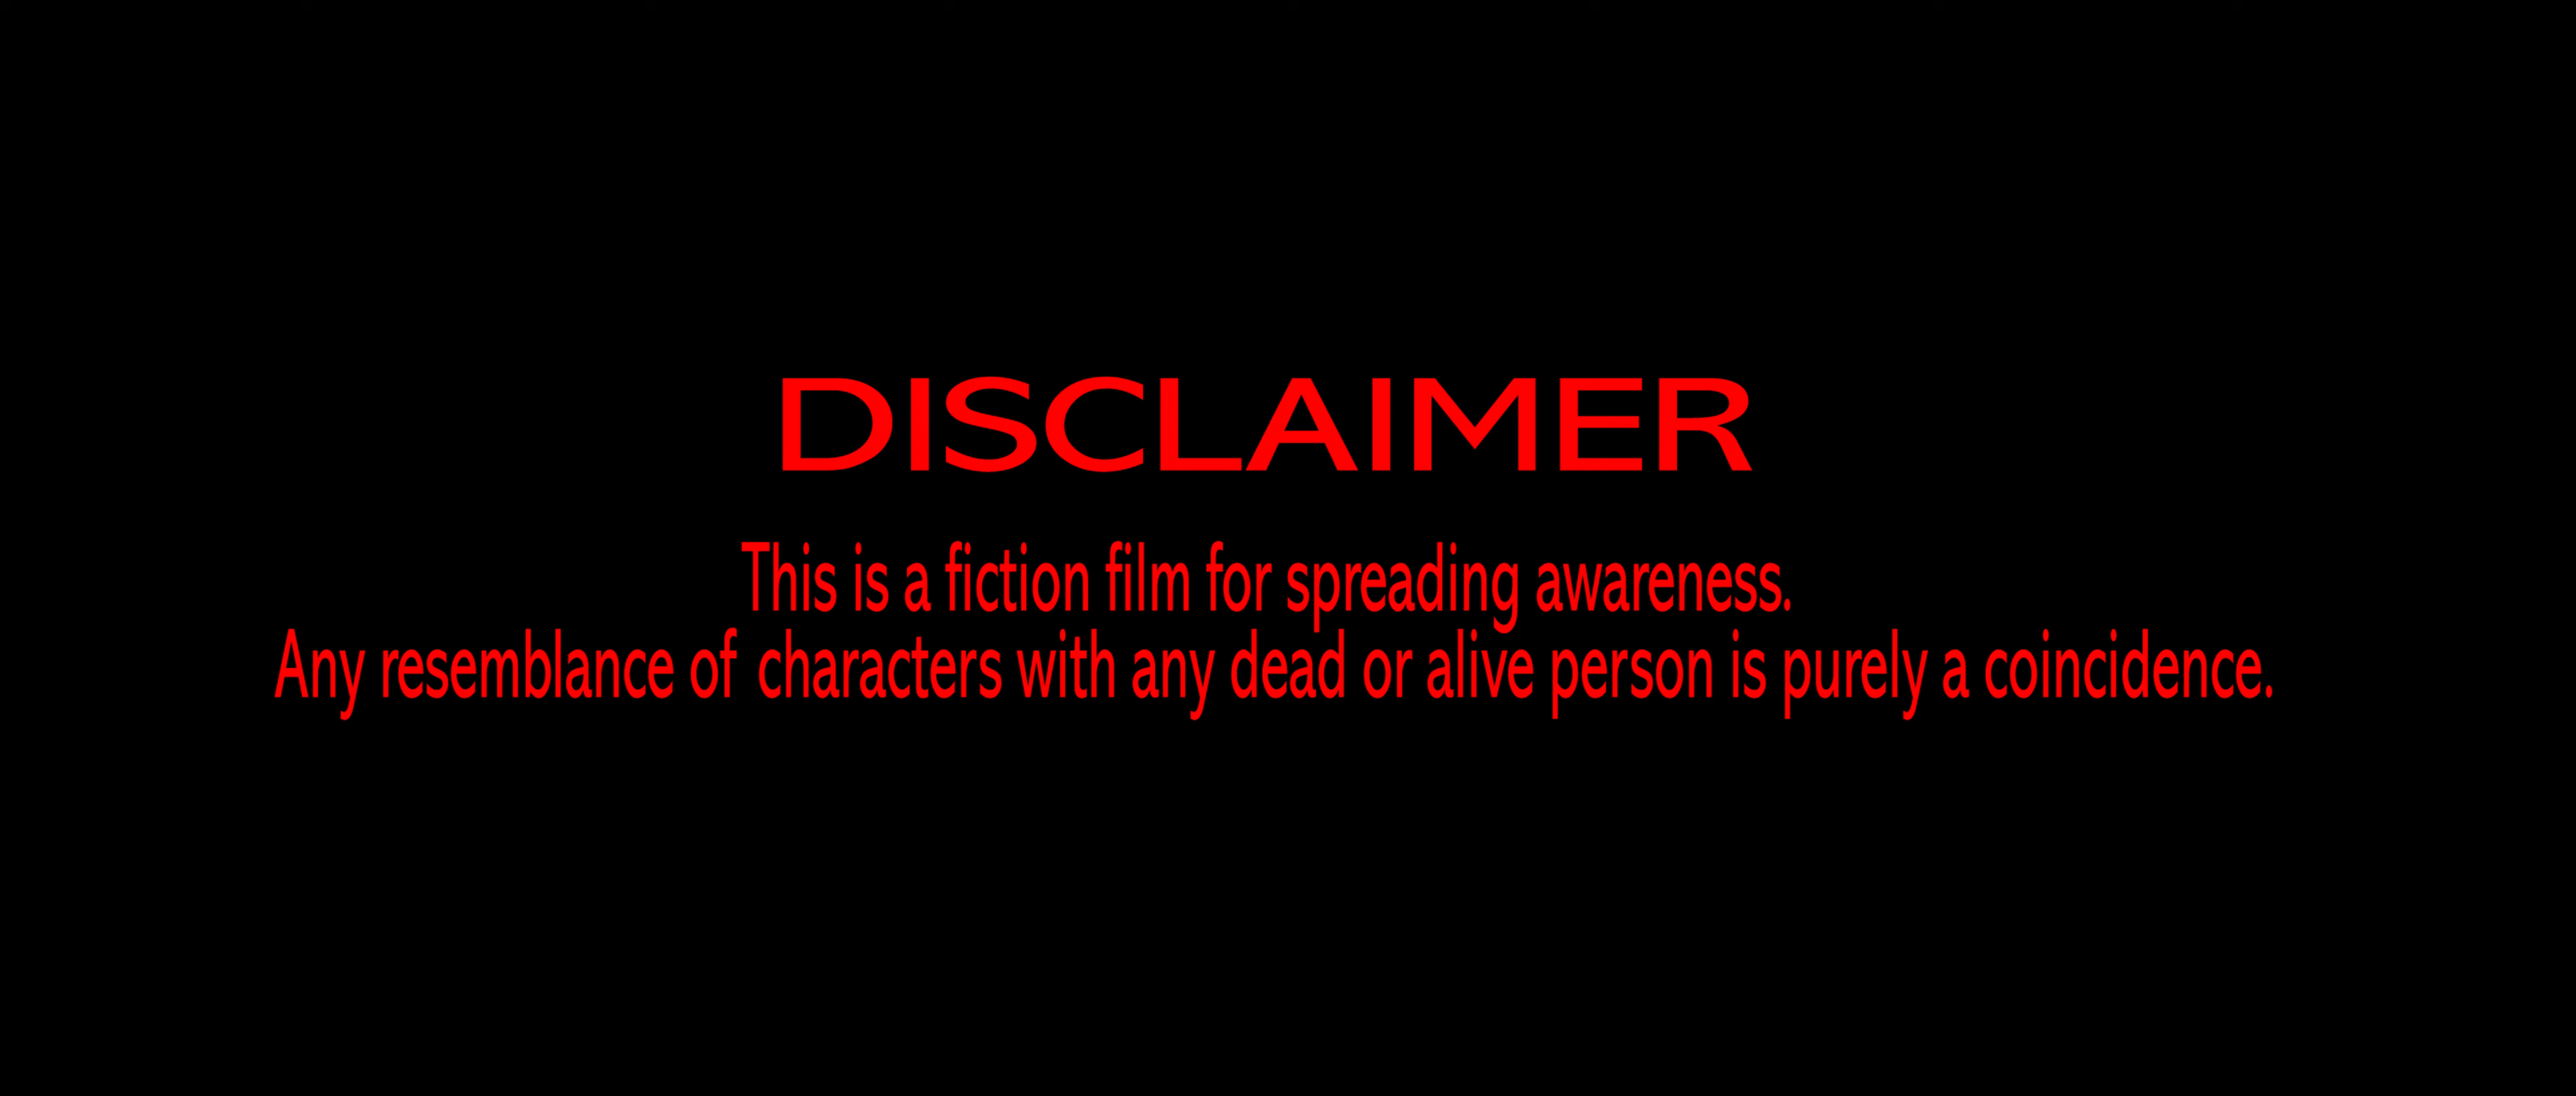 DISCLAIMER
This is a fiction film for spreading awareness.
Any resemblance of characters with any dead or alive person is purely a coincidence.